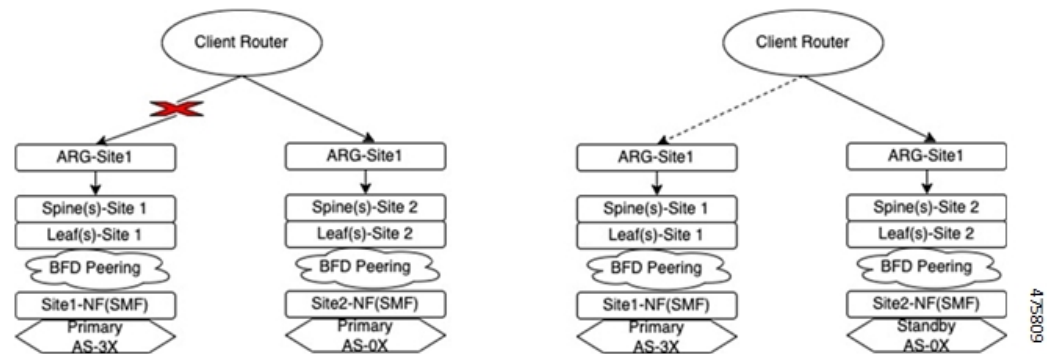 Client Router
ARG-Site1
ARG-Site1
Spine(s)-Site 1
Leaf(s)-Site 1
BFD Peering
Site1-NF(SMF)
Primary
AS-3X
Spine(s)-Site 2
Leaf(s)-Site 2
BFD Peering
Site2-NF(SMF)
Primary
AS-0X
Client Router
ARG-Site1
ARG-Site1
Spine(s)-Site 1
Leaf(s)-Site 1
BFD Peering
Site1-NF(SMF)
Primary
AS-3X
Spine(s)-Site 2
Leaf(s)-Site 2
BFD Peering
Site2-NF(SMF)
Standby
AS-0X
475809